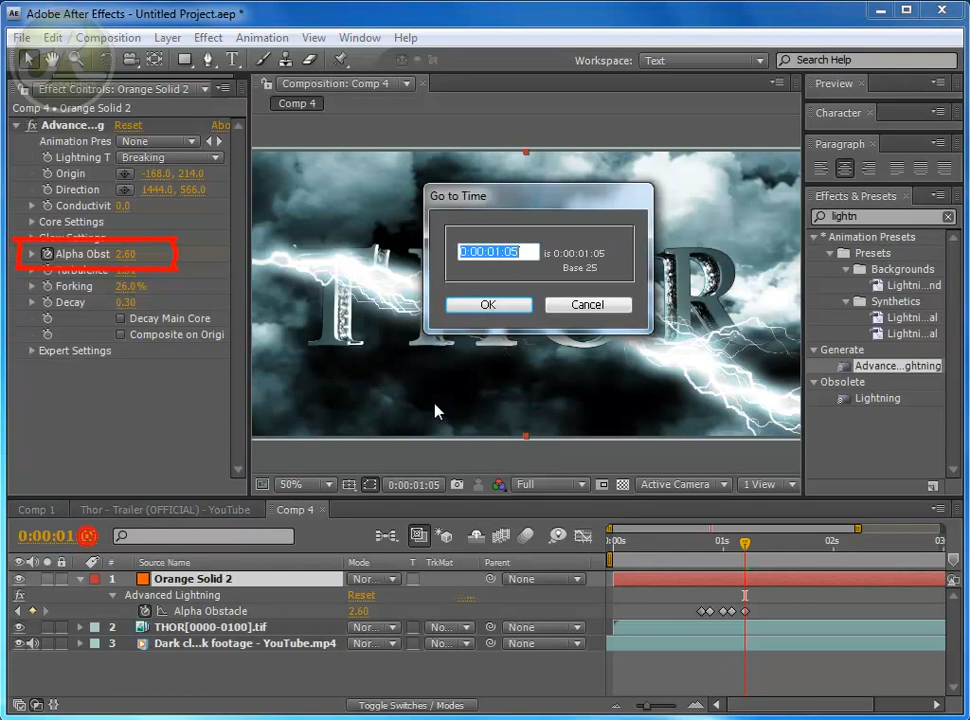 Adobe After Effects - Untitled Project.aep *
File Edit Composition Layer Effect Animation View Window Help
Workspace: Text
Search Help
Effect Controls: Orange Solid 2
Comp 4 • Orange Solid 2
fx Advance...g Reset Abo
Animation Pres None
Lightning T Breaking
Origin -168.0, 214.0
Direction 1444.0, 566.0
Conductivit 0.0
Core Settings
Glow Settings
Alpha Obst 2.60
Turbulence
Forking 26.0%
Decay 0.30
Decay Main Core
Composite on Origi
Expert Settings
Composition: Comp 4
Comp 4
THOR
Go to Time
0:00:01:05 is 0:00:01:05
Base 25
OK Cancel
50% 0:00:01:05 Full Active Camera 1 View
Preview
Character
Paragraph
Effects & Presets
lightn
* Animation Presets
Presets
Backgrounds
Lightni...nd
Synthetics
Lightni...al
Lightni...al
Generate
Advance...ghtning
Obsolete
Lightning
Comp 1 Thor - Trailer (OFFICIAL) - YouTube Comp 4
0:00:01
:00s 01s 02s 03
# Source Name Mode T TrkMat Parent
1 Orange Solid 2 Nor... None
fx Advanced Lightning Reset
Alpha Obstacle 2.60
2 THOR[0000-0100].tif Nor... No... None
3 Dark cl...k footage - YouTube.mp4 Nor... No... None
Toggle Switches / Modes